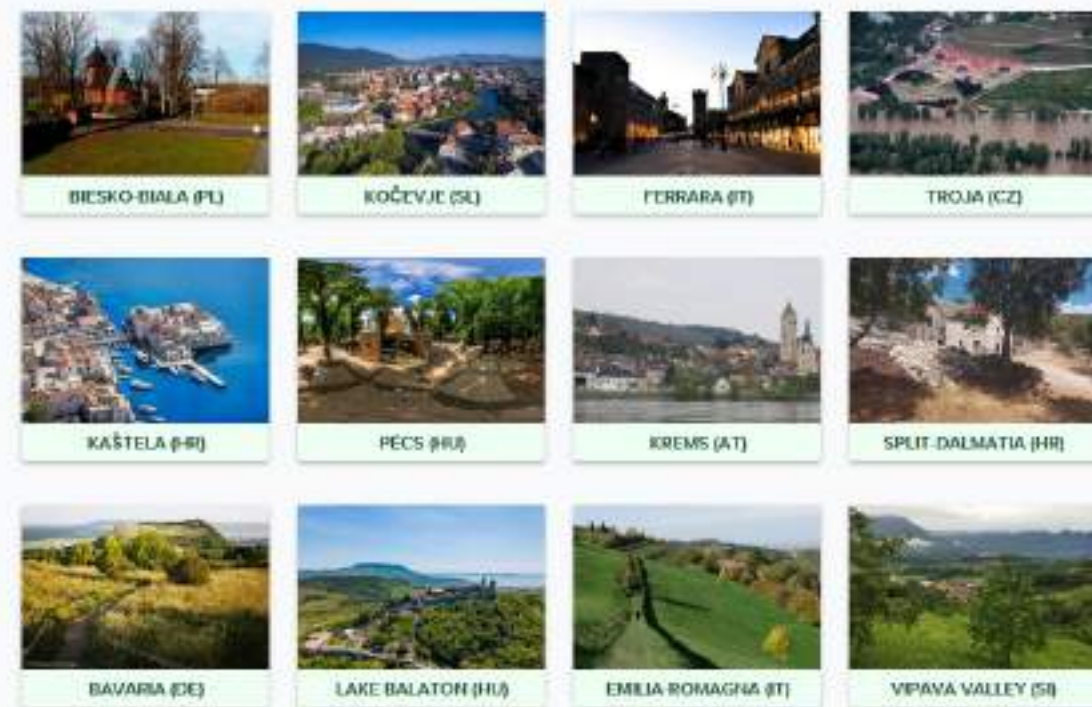 BIESKO-BIALA (PL)
KOČEVJE (SL)
FERRARA (IT)
TROJA (CZ)
KAŠTELA (HR)
PÉCS (HU)
KREMS (AT)
SPLIT-DALMATIA (HR)
BAVARIA (DE)
LAKE BALATON (HU)
EMILIA ROMAGNA (IT)
VIPAVA VALLEY (SI)